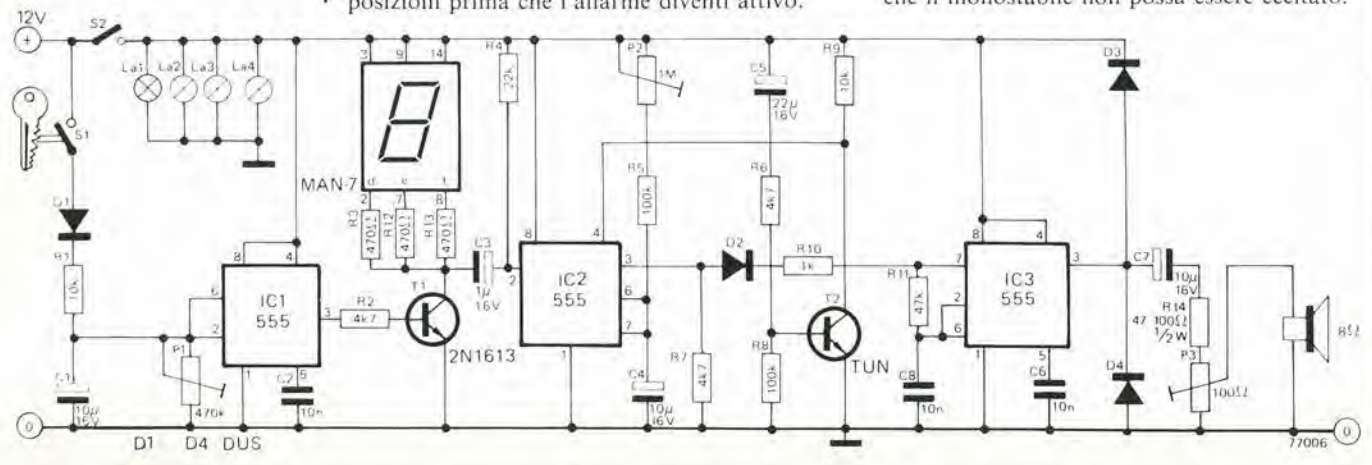 posizioni prima che l'allarme diventi attivo.
che il monostabile non possa essere eccitato.
12V
+
S2
La1
La2
La3
La4
S1
D1
R1
10k
C1
10µ
16V
P1
470k
8
4
6
2
3
1
5
IC1
555
C2
10n
R2
4k7
T1
2N1613
3
9
14
MAN-7
d
e
f
2
7
8
R3
470Ω
R12
470Ω
R13
470Ω
C3
1µ
16V
R4
22k
8
4
2
3
6
7
1
IC2
555
P2
1M
R5
100k
C4
10µ
16V
R7
4k7
D2
C5
22µ
16V
R6
4k7
R8
100k
R9
10k
R10
1k
T2
TUN
R11
47k
C8
10n
8
4
7
2
6
3
1
5
IC3
555
C6
10n
D3
D4
C7
10µ
16V
R14
47 100Ω
½W
P3
100Ω
8Ω
0
D1 D4 DUS
77006
0